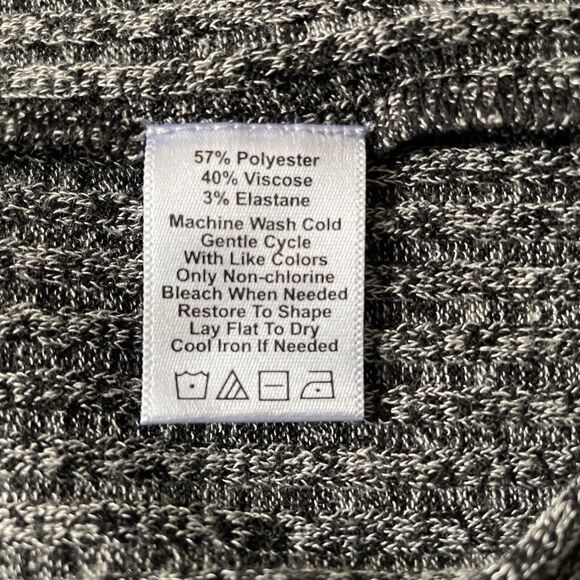 57% Polyester
40% Viscose
3% Elastane
Machine Wash Cold
Gentle Cycle
With Like Colors
Only Non-chlorine
Bleach When Needed
Restore To Shape
Lay Flat To Dry
Cool Iron If Needed